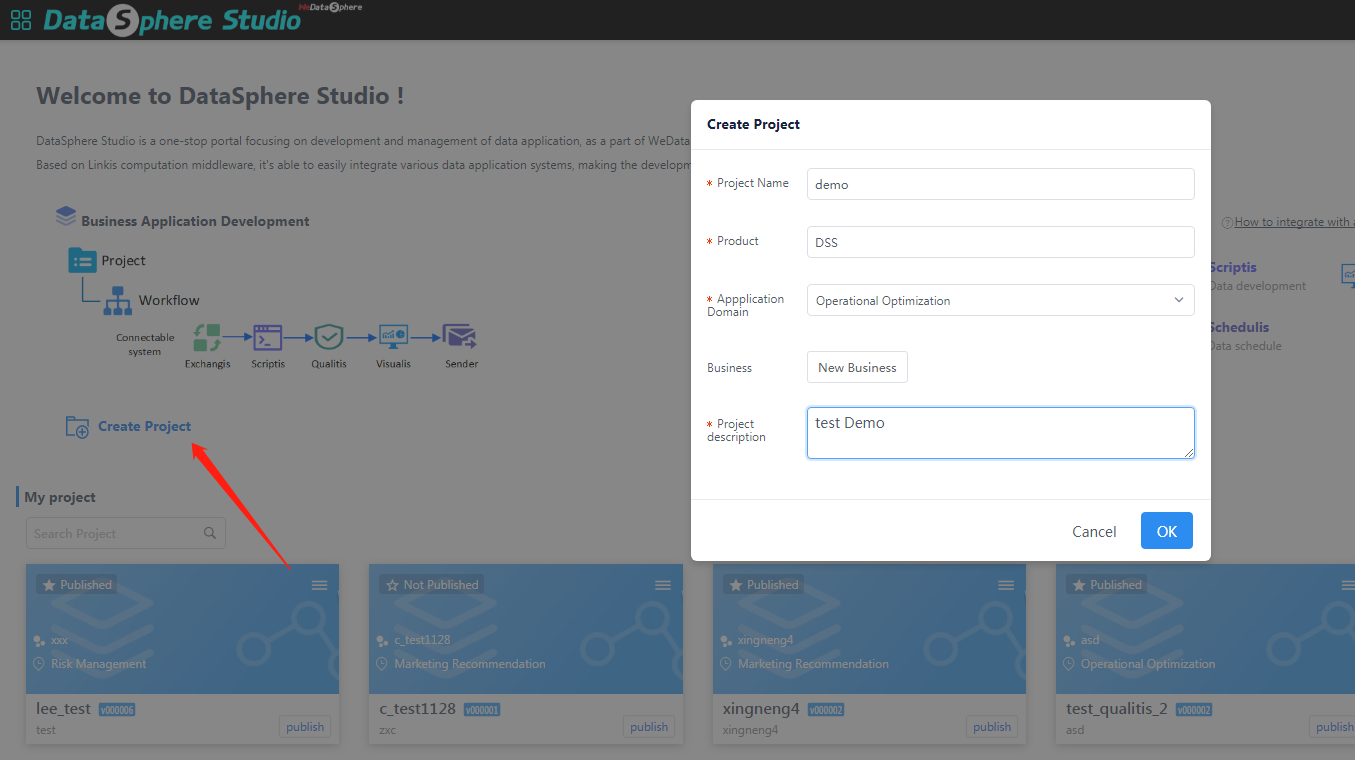 WeDataSphere
DataSphere Studio
Welcome to DataSphere Studio !
DataSphere Studio is a one-stop portal focusing on development and management of data application, as a part of WeData
Based on Linkis computation middleware, it's able to easily integrate various data application systems, making the developm
Business Application Development
Project
Workflow
Connectable
system
Exchangis
Scriptis
Qualitis
Visualis
Sender
Create Project
Create Project
* Project Name
demo
* Product
DSS
* Appplication
Domain
Operational Optimization
Business
New Business
* Project
description
test Demo
Cancel
OK
How to integrate with a
Scriptis
Data development
Schedulis
Data schedule
My project
Search Project
Published
xxx
Risk Management
lee_test v000006
test
publish
Not Published
c_test1128
Marketing Recommendation
c_test1128 v000001
zxc
publish
Published
xingneng4
Marketing Recommendation
xingneng4 v000002
xingneng4
publish
Published
asd
Operational Optimization
test_qualitis_2 v000002
asd
publish